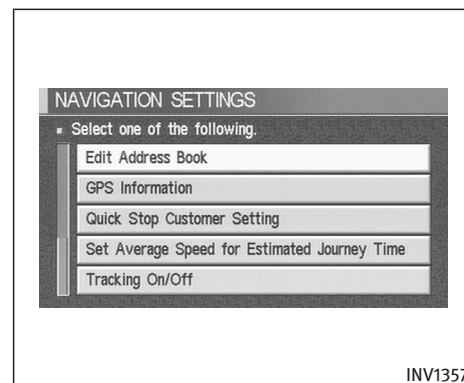 NAVIGATION SETTINGS
Select one of the following.
Edit Address Book
GPS Information
Quick Stop Customer Setting
Set Average Speed for Estimated Journey Time
Tracking On/Off
INV1357